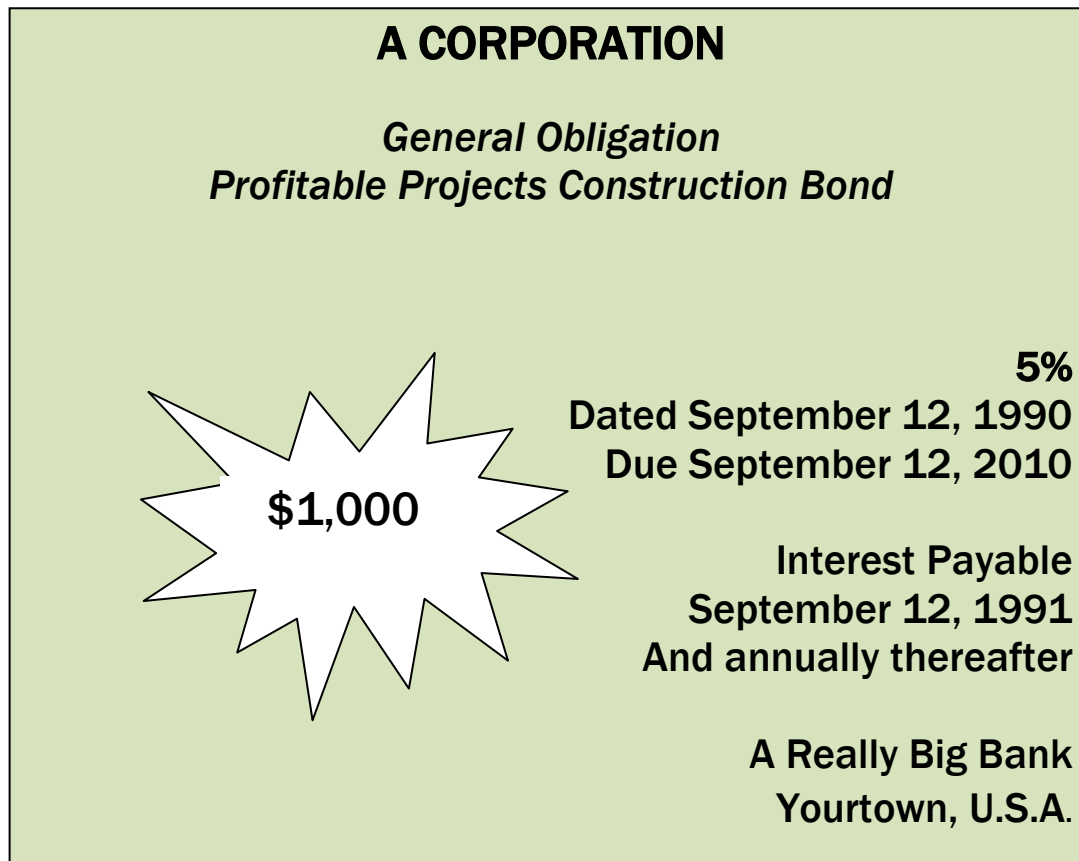 A CORPORATION
General Obligation
Profitable Projects Construction Bond
$1,000
5%
Dated September 12, 1990
Due September 12, 2010
Interest Payable
September 12, 1991
And annually thereafter
A Really Big Bank
Yourtown, U.S.A.